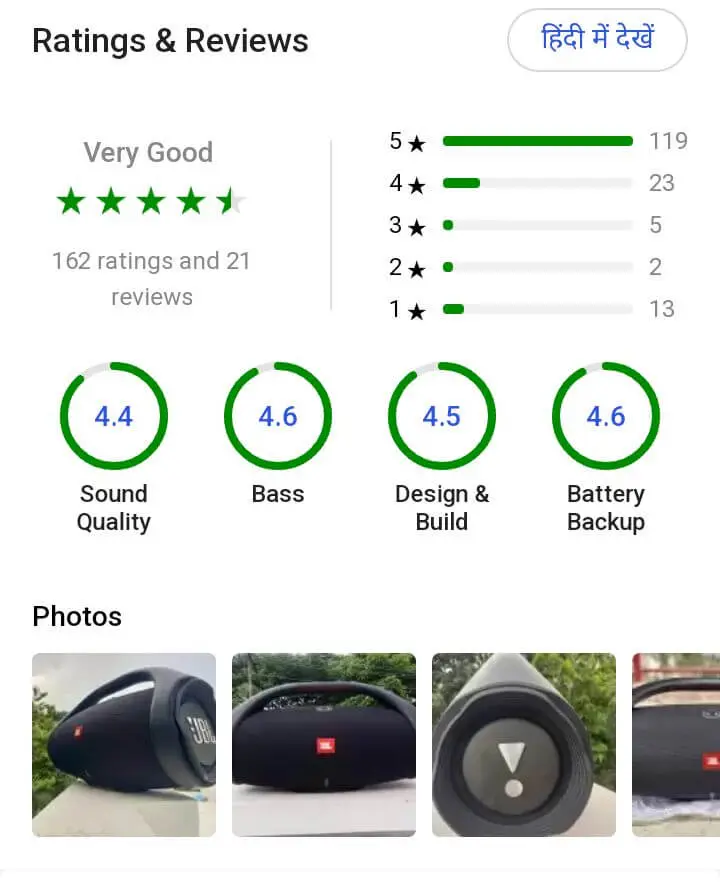 Ratings & Reviews
हिंदी में देखें
Very Good
162 ratings and 21
reviews
5★ 119
4★ 23
3★ 5
2★ 2
1★ 13
4.4
4.6
4.5
4.6
Sound
Quality
Bass
Design &
Build
Battery
Backup
Photos
JBL
JBL